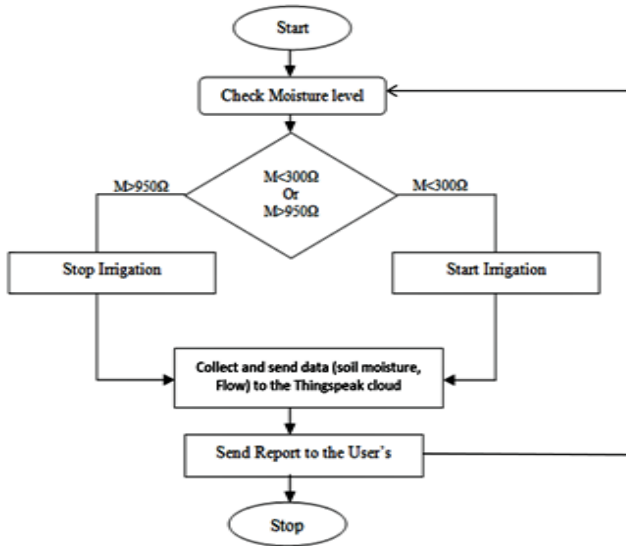 Start
Check Moisture level
M<300Ω
Or
M>950Ω
M>950Ω
M<300Ω
Stop Irrigation
Start Irrigation
Collect and send data (soil moisture,
Flow) to the Thingspeak cloud
Send Report to the User's
Stop